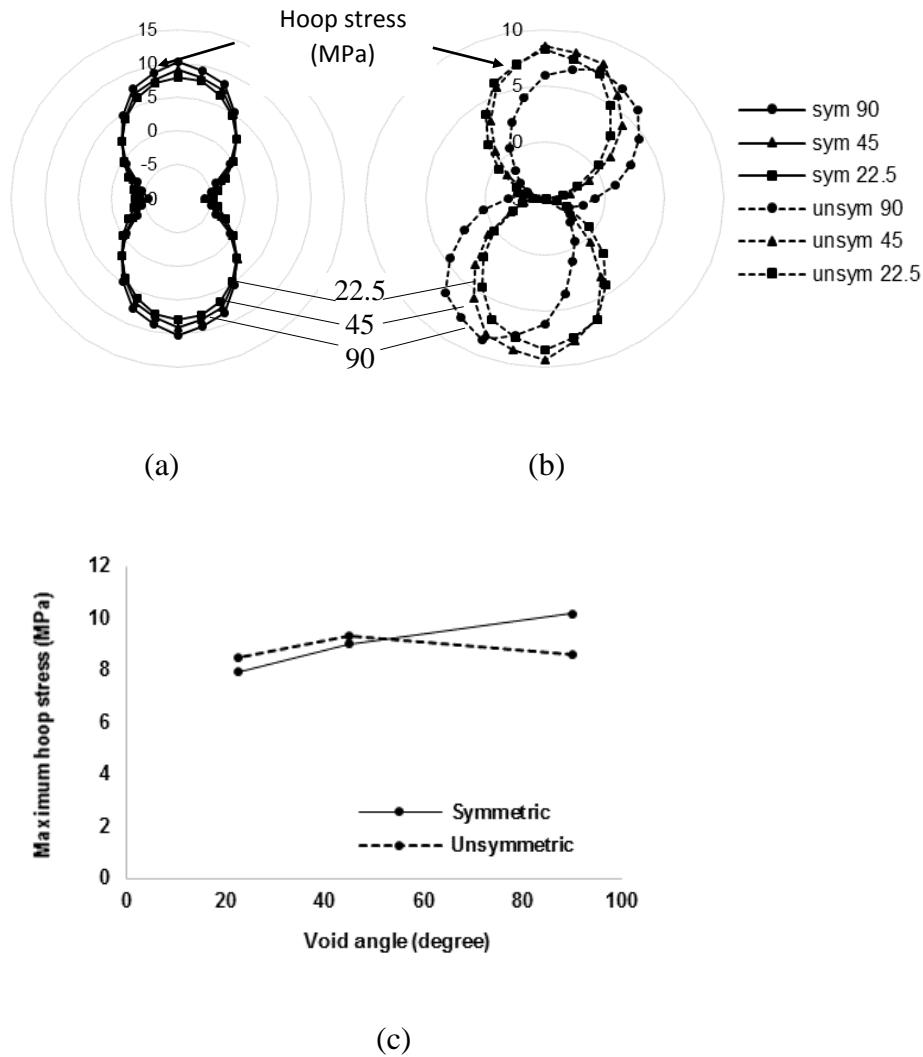 Hoop stress
(MPa)
15
10
5
0
-5
0
10
5
0
sym 90
sym 45
sym 22.5
unsym 90
unsym 45
unsym 22.5
22.5
45
90
(a)
(b)
12
10
8
6
4
2
0
Maximum hoop stress (MPa)
Symmetric
Unsymmetric
0 20 40 60 80 100
Void angle (degree)
(c)